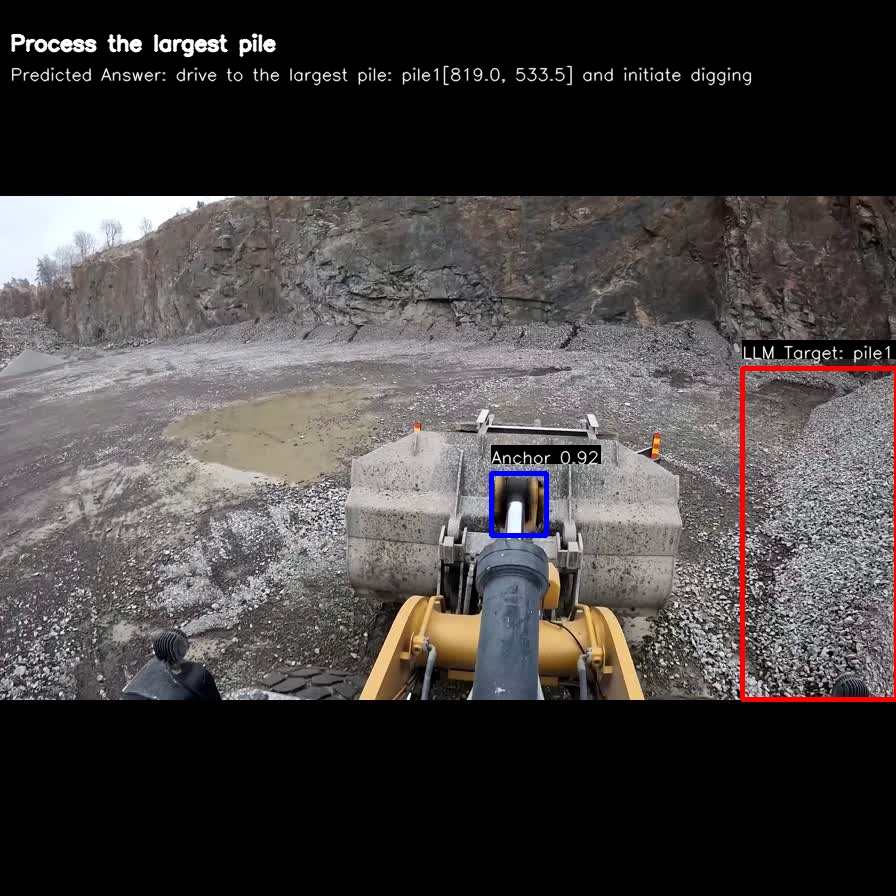 Process the largest pile
Predicted Answer: drive to the largest pile: pile1[819.0, 533.5] and initiate digging
LLM Target: pile1
Anchor 0.92